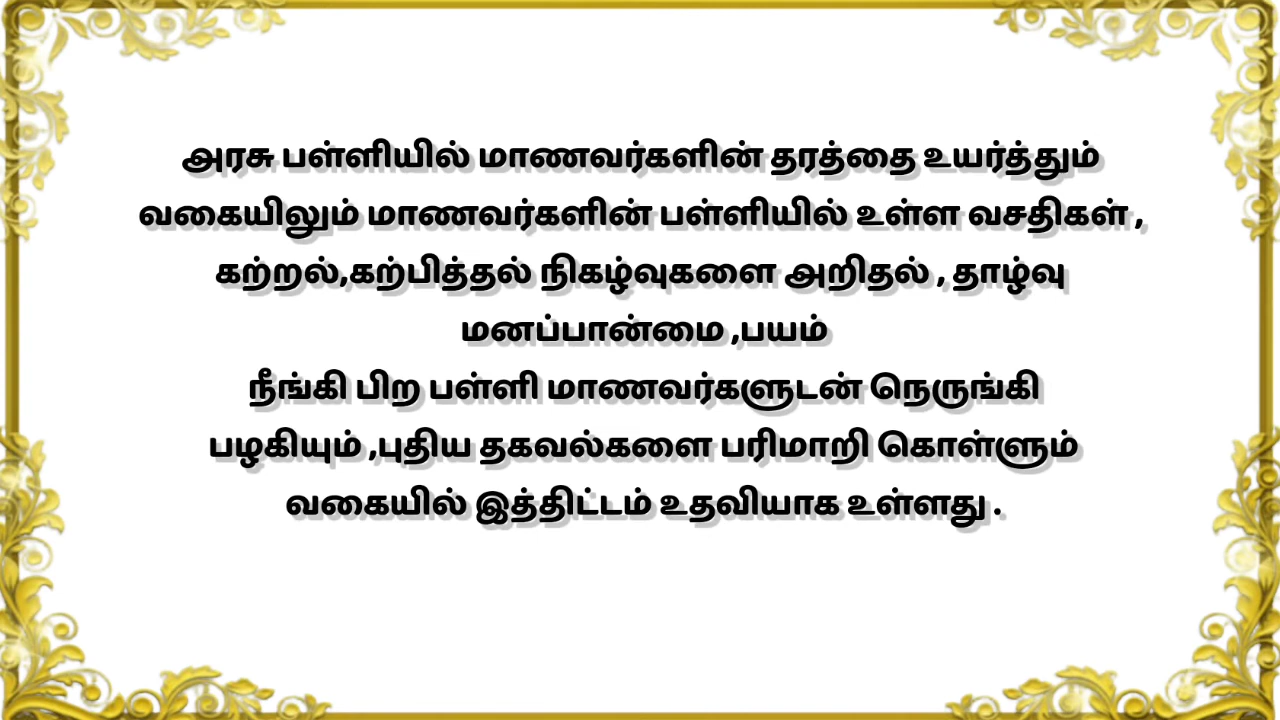 அரசு பள்ளியில் மாணவர்களின் தரத்தை உயர்த்தும்
வகையிலும் மாணவர்களின் பள்ளியில் உள்ள வசதிகள் ,
கற்றல்,கற்பித்தல் நிகழ்வுகளை அறிதல் , தாழ்வு
மனப்பான்மை ,பயம்
நீங்கி பிற பள்ளி மாணவர்களுடன் நெருங்கி
பழகியும் ,புதிய தகவல்களை பரிமாறி கொள்ளும்
வகையில் இத்திட்டம் உதவியாக உள்ளது .